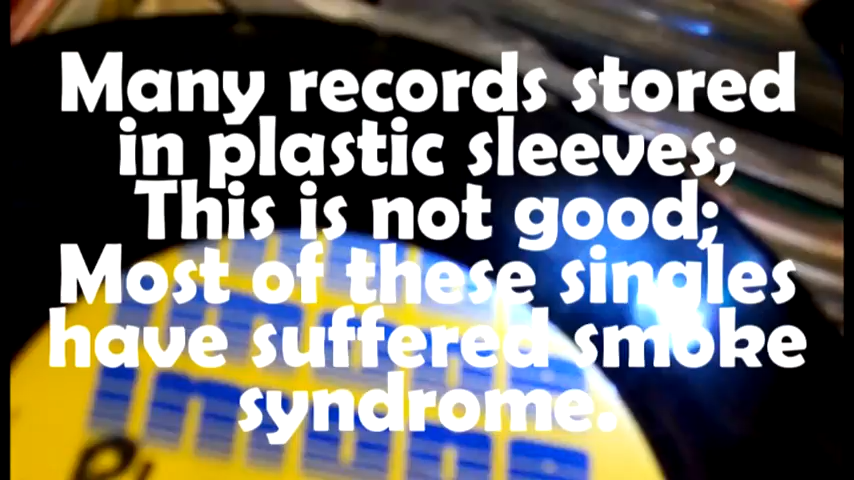 Many records stored
in plastic sleeves;
This is not good;
Most of these singles
have suffered smoke
syndrome.